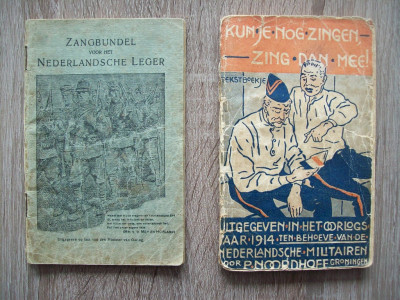 ZANGBUNDEL
VOOR HET
NEDERLANDSCHE LEGER
KUN JE NOG ZINGEN
ZING DAN MEE!
TEKSTBOEKJE
UITGEGEVEN IN HET OORLOGS
JAAR 1914 TEN BEHOEVE VAN DE
NEDERLANDSCHE MILITAIREN
DOOR P. NOORDHOFF GRONINGEN